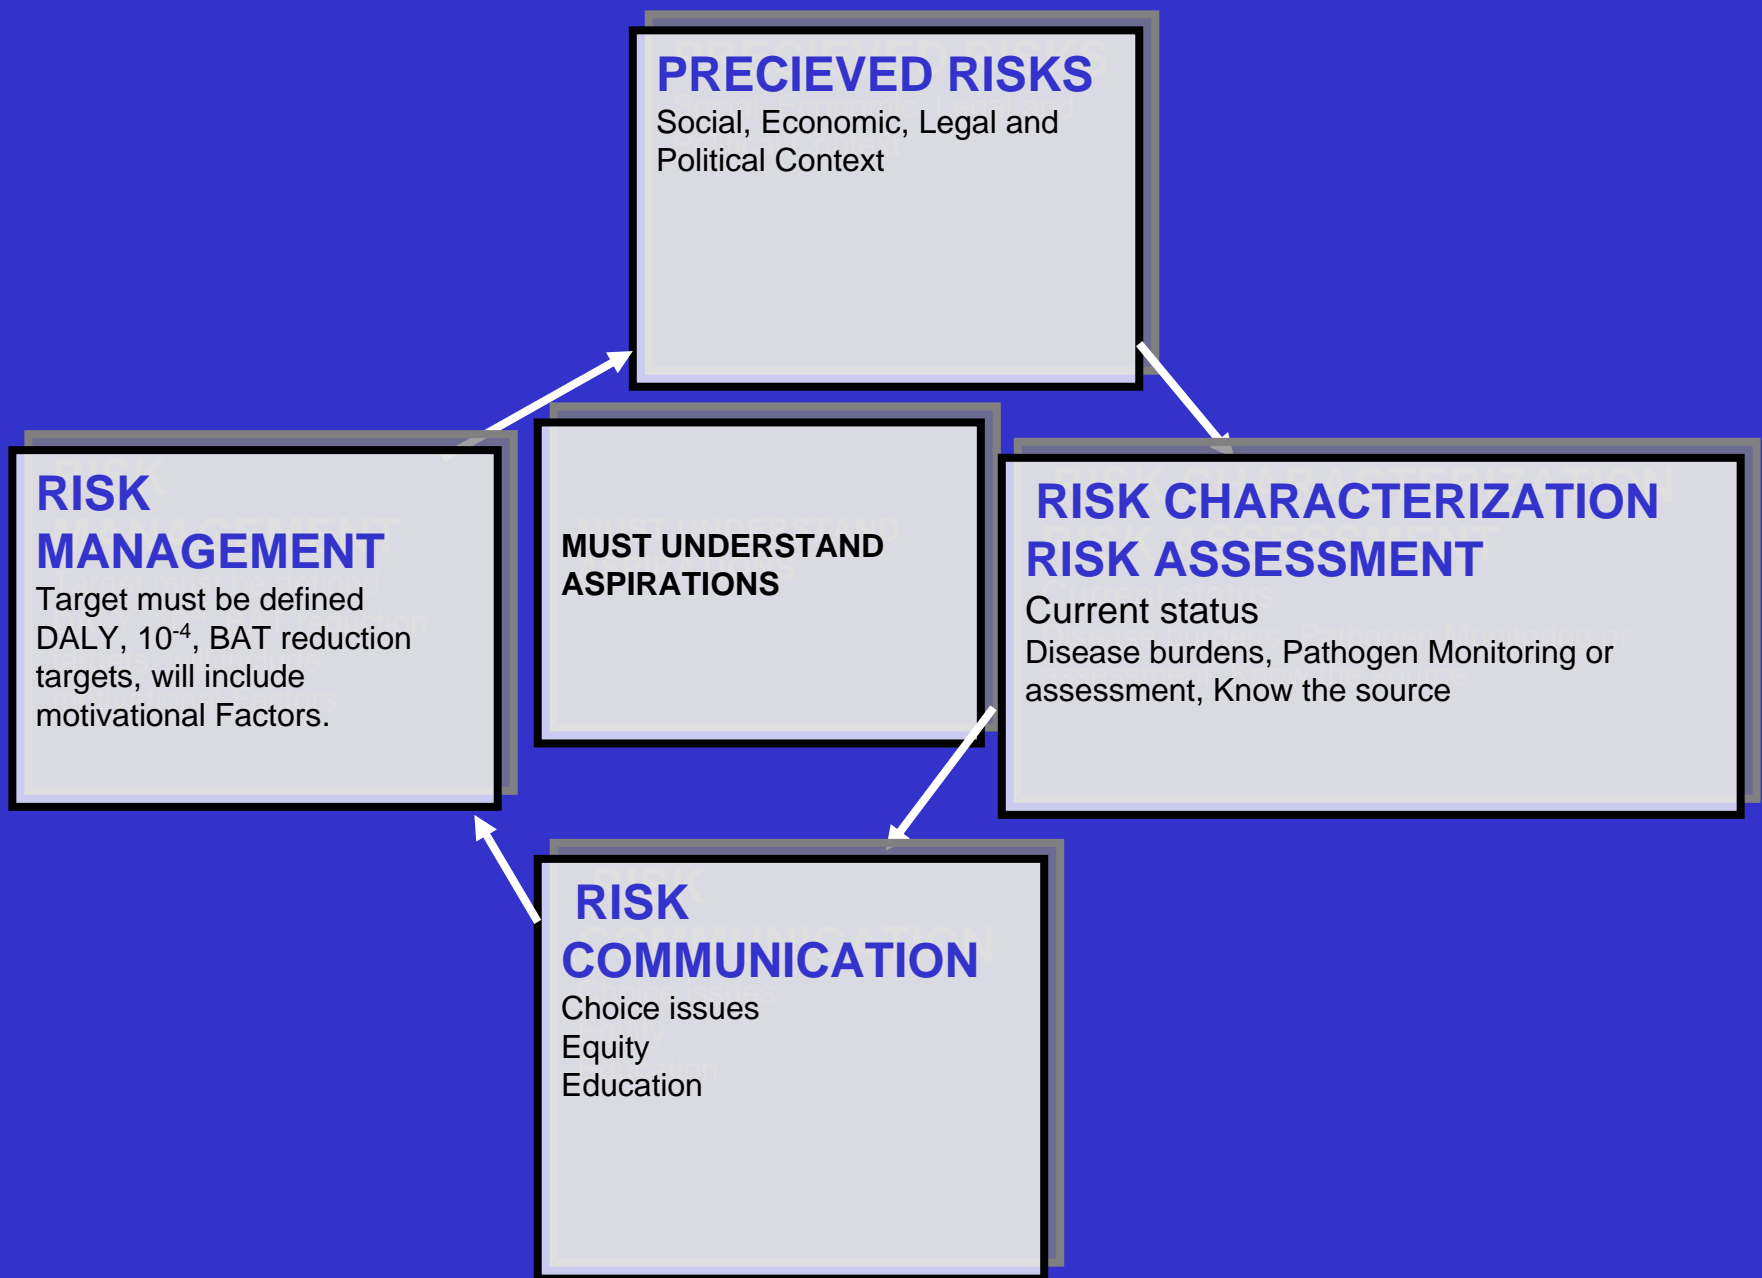 PRECIEVED RISKS
Social, Economic, Legal and
Political Context
RISK
MANAGEMENT
Target must be defined
DALY, 10⁻⁴, BAT reduction
targets, will include
motivational Factors.
MUST UNDERSTAND
ASPIRATIONS
RISK CHARACTERIZATION
RISK ASSESSMENT
Current status
Disease burdens, Pathogen Monitoring or
assessment, Know the source
RISK
COMMUNICATION
Choice issues
Equity
Education